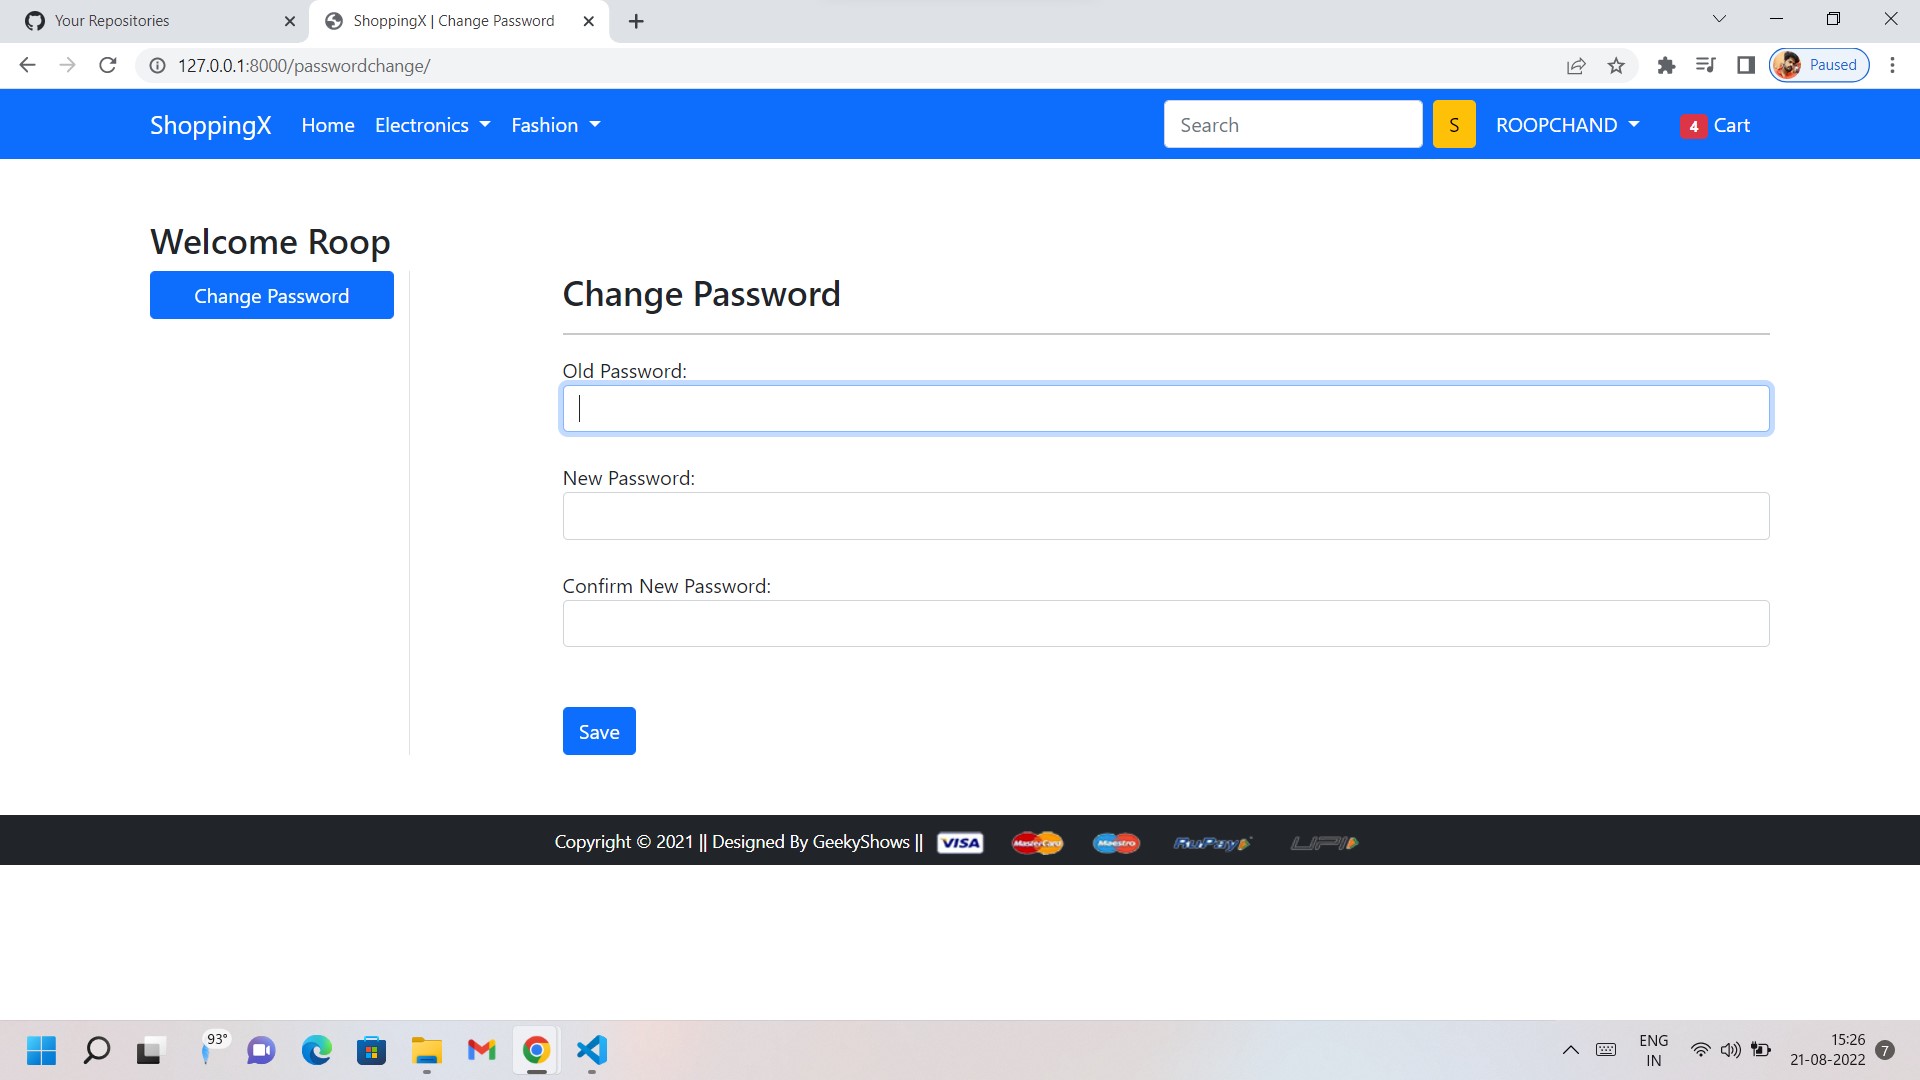 Your Repositories
ShoppingX | Change Password
127.0.0.1:8000/passwordchange/
Paused
ShoppingX Home Electronics Fashion
Search
S
ROOPCHAND
4 Cart
Welcome Roop
Change Password
Change Password
Old Password:
New Password:
Confirm New Password:
Save
Copyright © 2021 || Designed By GeekyShows || VISA MasterCard Maestro RuPay UPI
93°
ENG
IN
15:26
21-08-2022
7